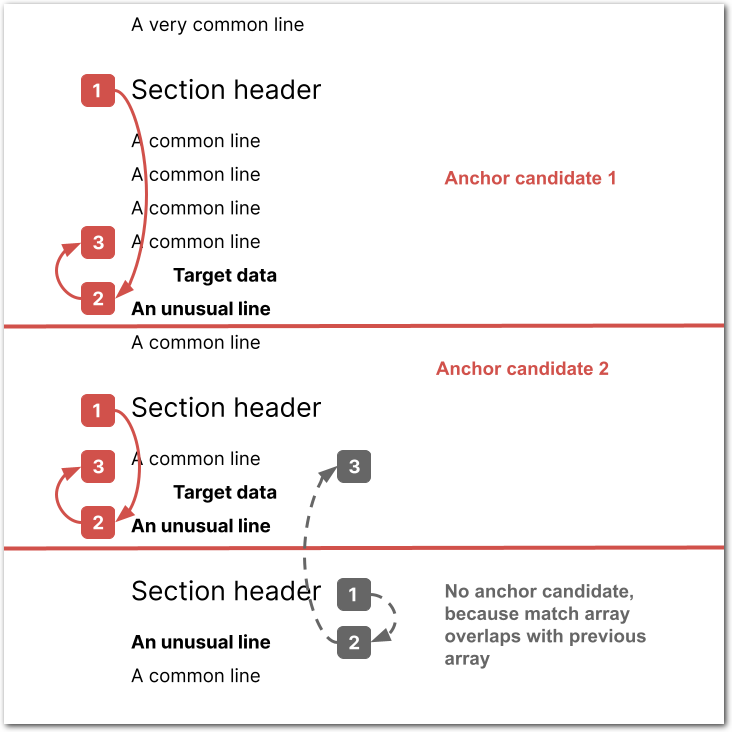 A very common line
1 Section header
A common line
A common line
Anchor candidate 1
A common line
3 A common line
Target data
2 An unusual line
A common line
Anchor candidate 2
1 Section header
3 A common line 3
Target data
2 An unusual line
Section header 1
No anchor candidate,
because match array
overlaps with previous
array
An unusual line 2
A common line